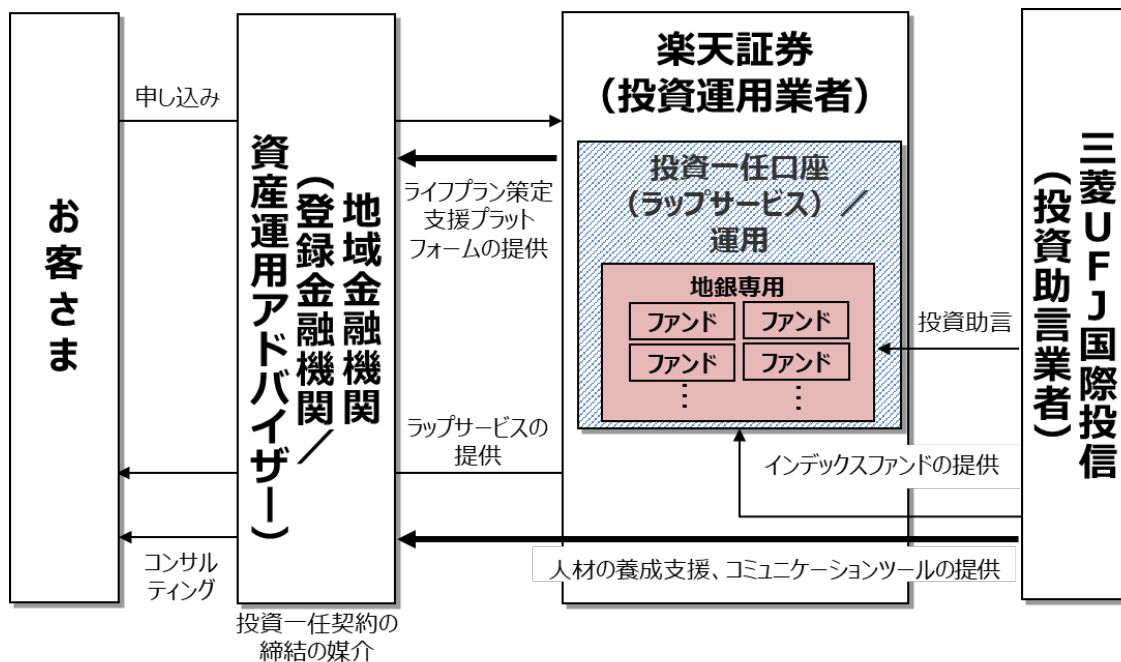 お客さま
申し込み
コンサル
ティング
地域金融機関
（登録金融機関／
資産運用アドバイザー）
投資一任契約の
締結の媒介
ライフプラン策定
支援プラット
フォームの提供
ラップサービスの
提供
楽天証券
（投資運用業者）
投資一任口座
（ラップサービス）／
運用
地銀専用
ファンド
ファンド
ファンド
ファンド
⋮
⋮
投資助言
インデックスファンドの提供
人材の養成支援、コミュニケーションツールの提供
三菱ＵＦＪ国際投信
（投資助言業者）